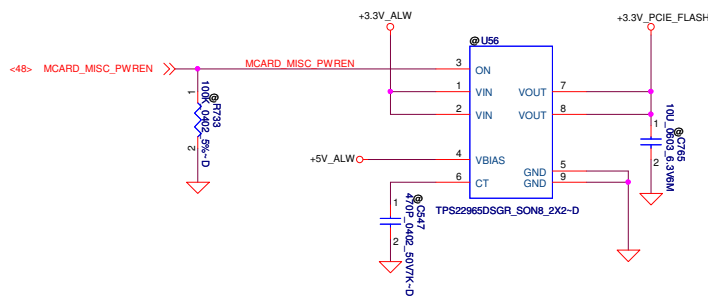 +3.3V_ALW
+3.3V_PCIE_FLASH
@U56
<48> MCARD_MISC_PWREN
MCARD_MISC_PWREN
3
ON
1
VIN
VOUT
7
2
VIN
VOUT
8
1
@R733
100K_0402_5%~D
2
1
@C765
10U_0603_6.3V6M
2
+5V_ALW
4
VBIAS
GND
5
6
CT
GND
9
TPS22965DSGR_SON8_2X2~D
1
@C547
470P_0402_50V7K~D
2